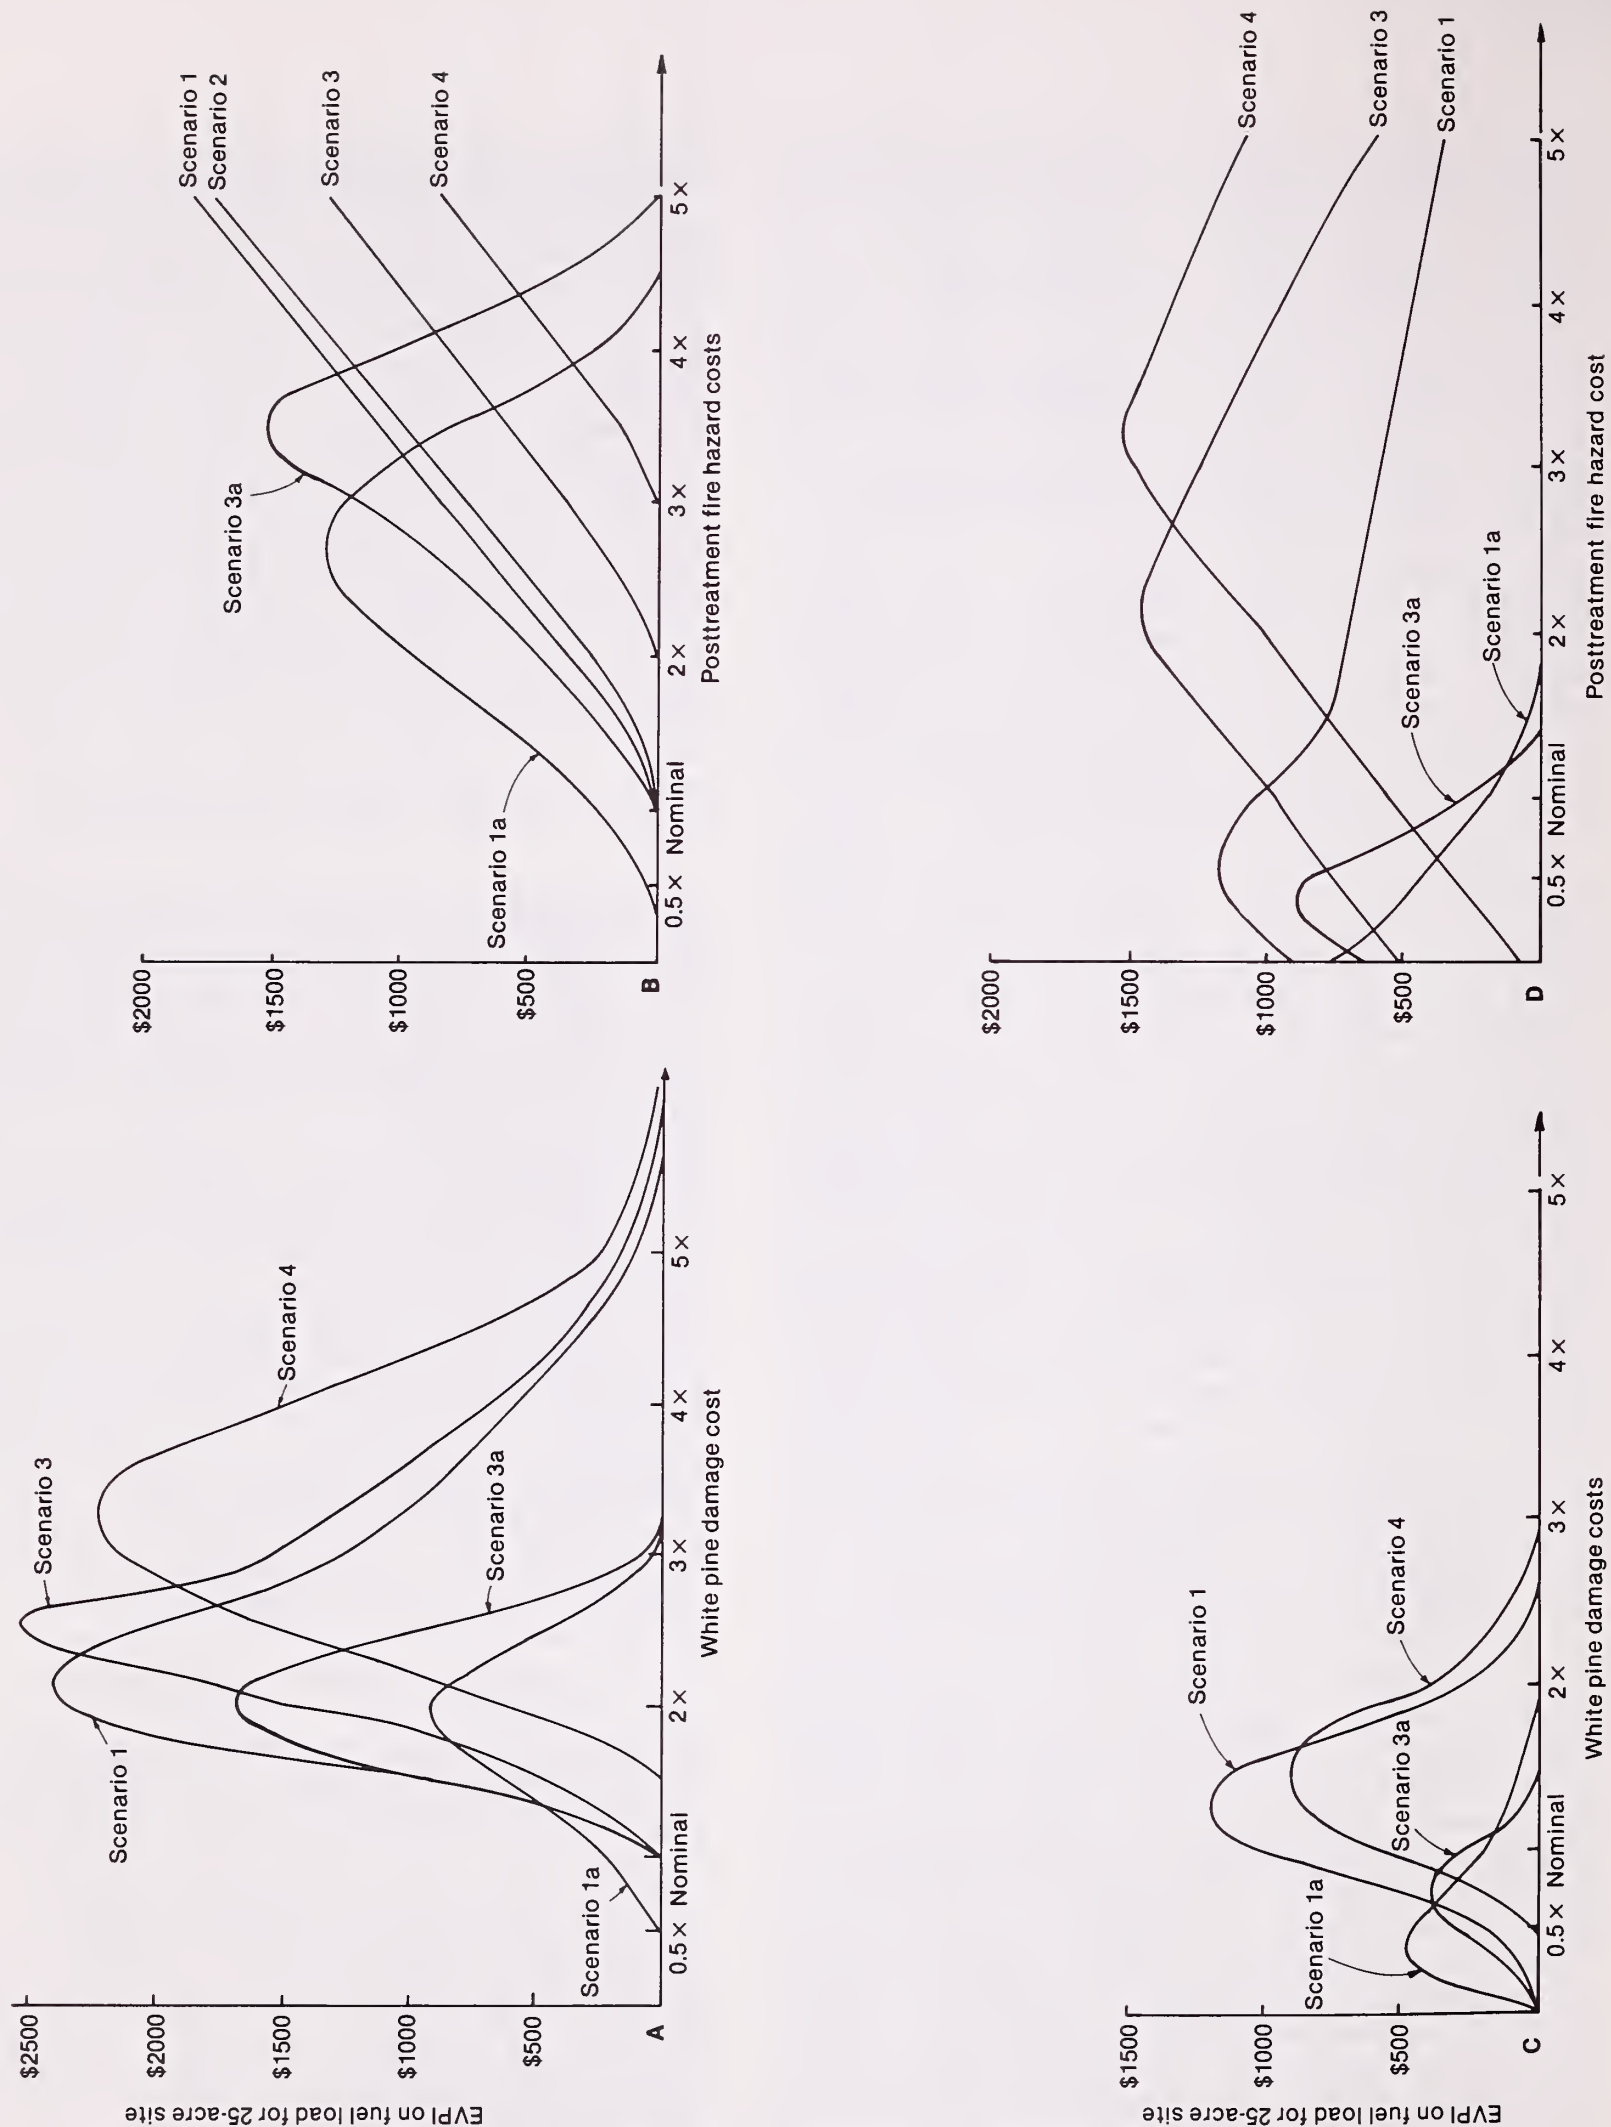 EVPI on fuel load for 25-acre site
$2500
$2000
$1500
$1000
$500
A
0.5× Nominal 2× 3× 4× 5×
White pine damage cost
Scenario 1
Scenario 3
Scenario 4
Scenario 3a
Scenario 1a
$2000
$1500
$1000
$500
B
0.5× Nominal 2× 3× 4× 5×
Posttreatment fire hazard costs
Scenario 1
Scenario 2
Scenario 3
Scenario 4
Scenario 3a
Scenario 1a
EVPI on fuel load for 25-acre site
$1500
$1000
$500
C
0.5× Nominal 2× 3× 4× 5×
White pine damage costs
Scenario 1
Scenario 4
Scenario 3a
Scenario 1a
$2000
$1500
$1000
$500
D
0.5× Nominal 2× 3× 4× 5×
Posttreatment fire hazard cost
Scenario 4
Scenario 3
Scenario 1
Scenario 3a
Scenario 1a